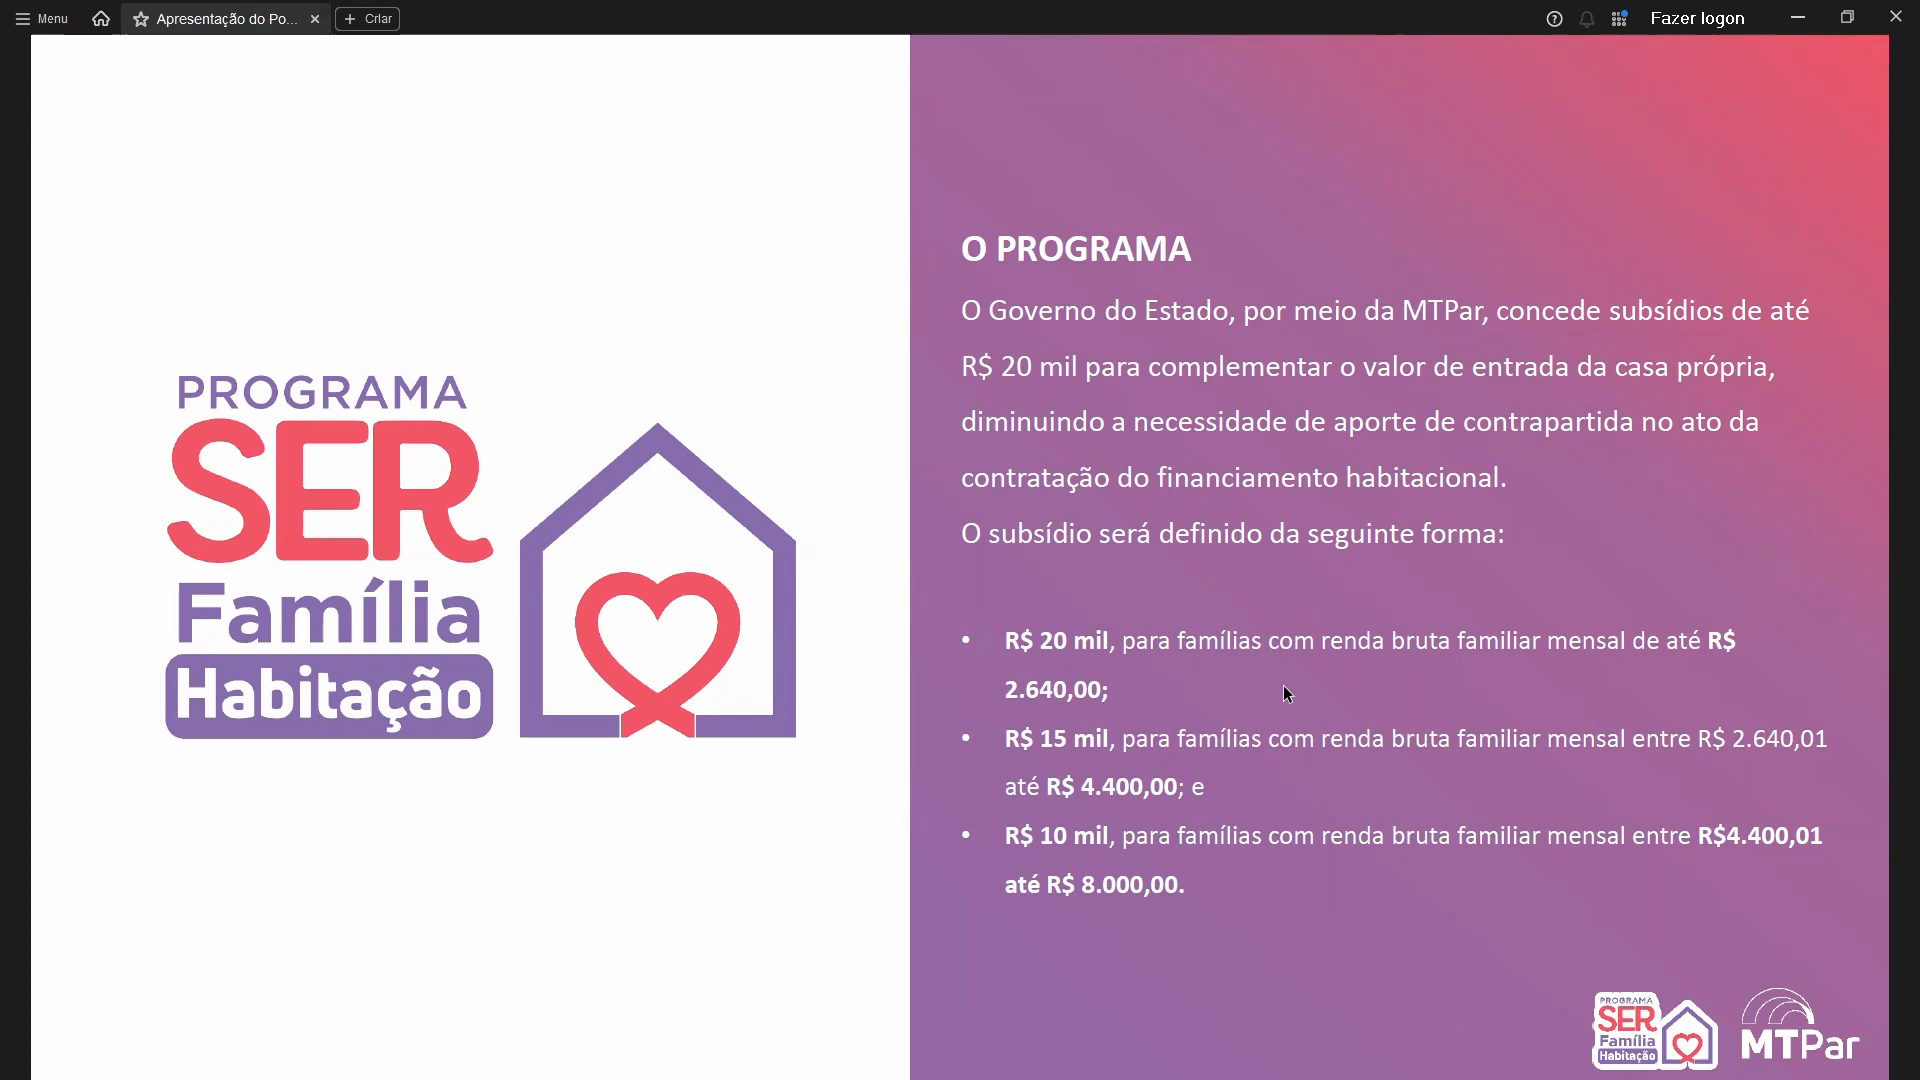 Menu
Apresentação do Po...
Criar
Fazer logon
PROGRAMA
SER
Família
Habitação
O PROGRAMA
O Governo do Estado, por meio da MTPar, concede subsídios de até
R$ 20 mil para complementar o valor de entrada da casa própria,
diminuindo a necessidade de aporte de contrapartida no ato da
contratação do financiamento habitacional.
O subsídio será definido da seguinte forma:
• R$ 20 mil, para famílias com renda bruta familiar mensal de até R$
2.640,00;
• R$ 15 mil, para famílias com renda bruta familiar mensal entre R$ 2.640,01
até R$ 4.400,00; e
• R$ 10 mil, para famílias com renda bruta familiar mensal entre R$4.400,01
até R$ 8.000,00.
PROGRAMA
SER
Família
Habitação
MTPar